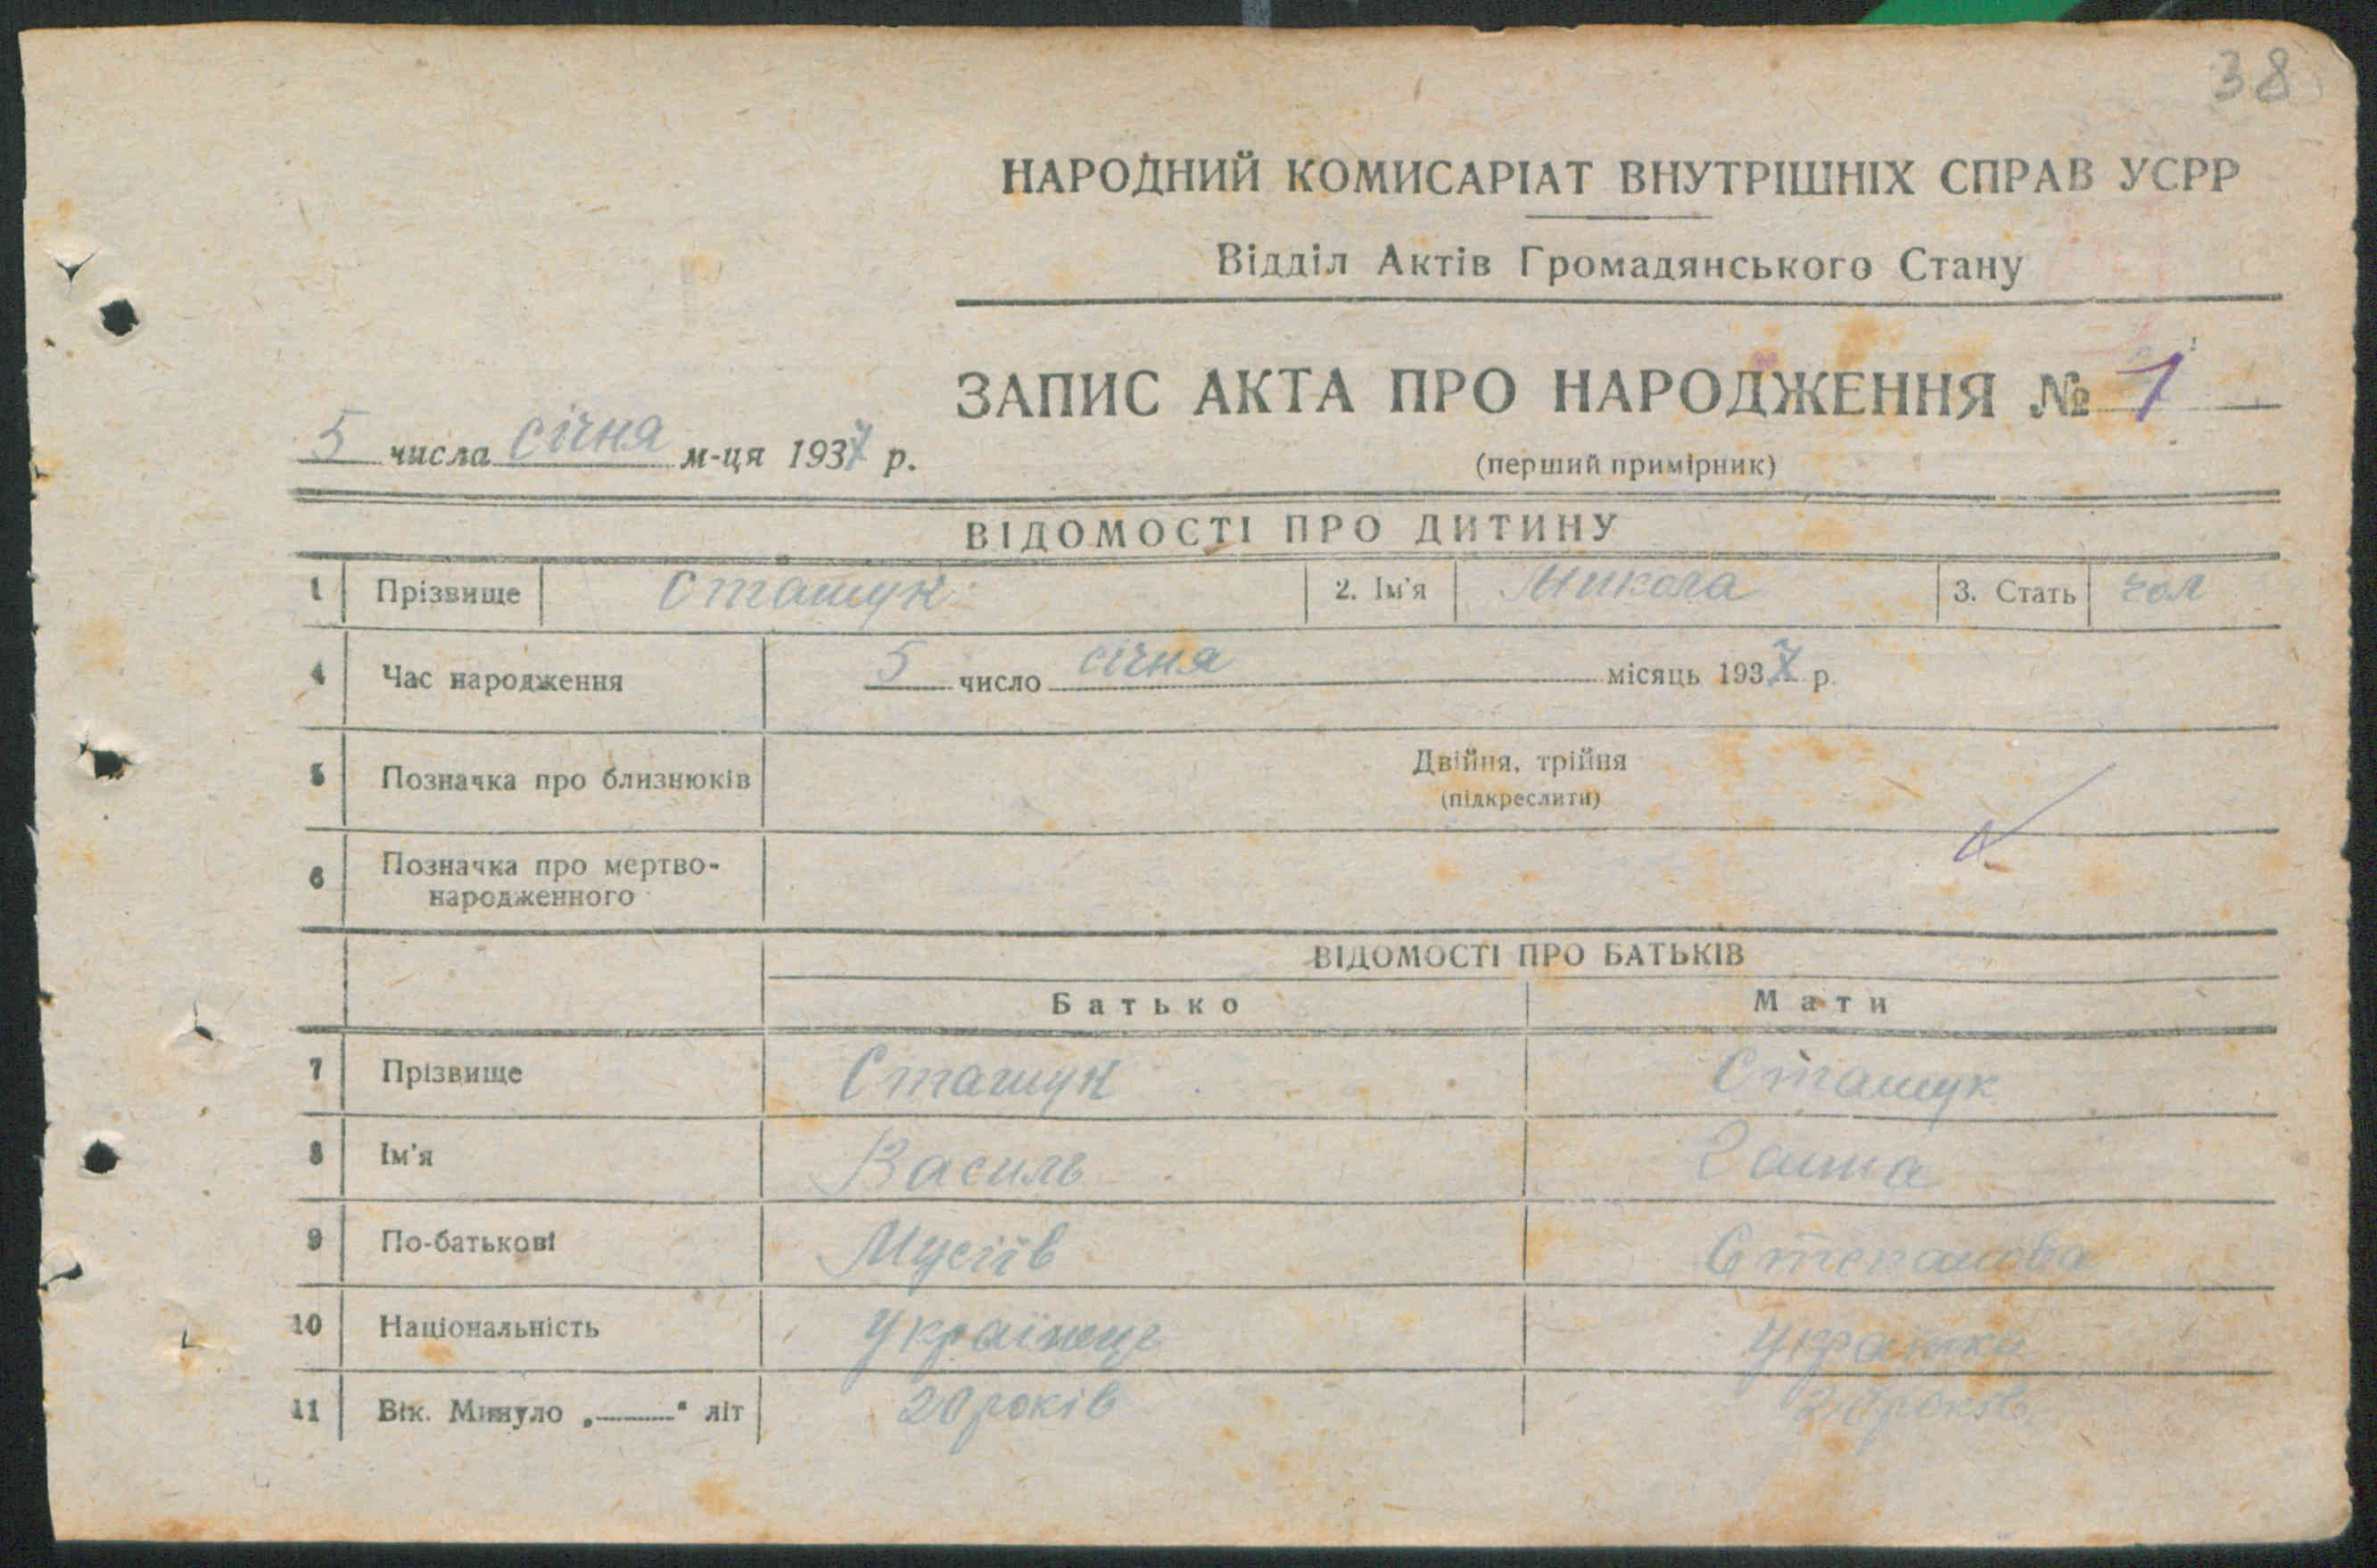 38
НАРОДНИЙ КОМИСАРІАТ ВНУТРІШНІХ СПРАВ УСРР
Відділ Актів Громадянського Стану
ЗАПИС АКТА ПРО НАРОДЖЕННЯ № 1
5 числа січня м-ця 1937 р.
(перший примірник)
ВІДОМОСТІ ПРО ДИТИНУ
1 Прізвище Сташук 2. Ім'я Микола 3. Стать чол
4 Час народження 5 число січня місяць 1937 р.
5 Позначка про близнюків Двійня, трійня
(підкреслити)
6 Позначка про мертво-
народженного
ВІДОМОСТІ ПРО БАТЬКІВ
Батько Мати
7 Прізвище Сташук Сташук
8 Ім'я Василь Ганна
9 По-батькові Мусіїв Степанова
10 Національність Українець Українка
11 Вік. Минуло „ “ літ 20 років років